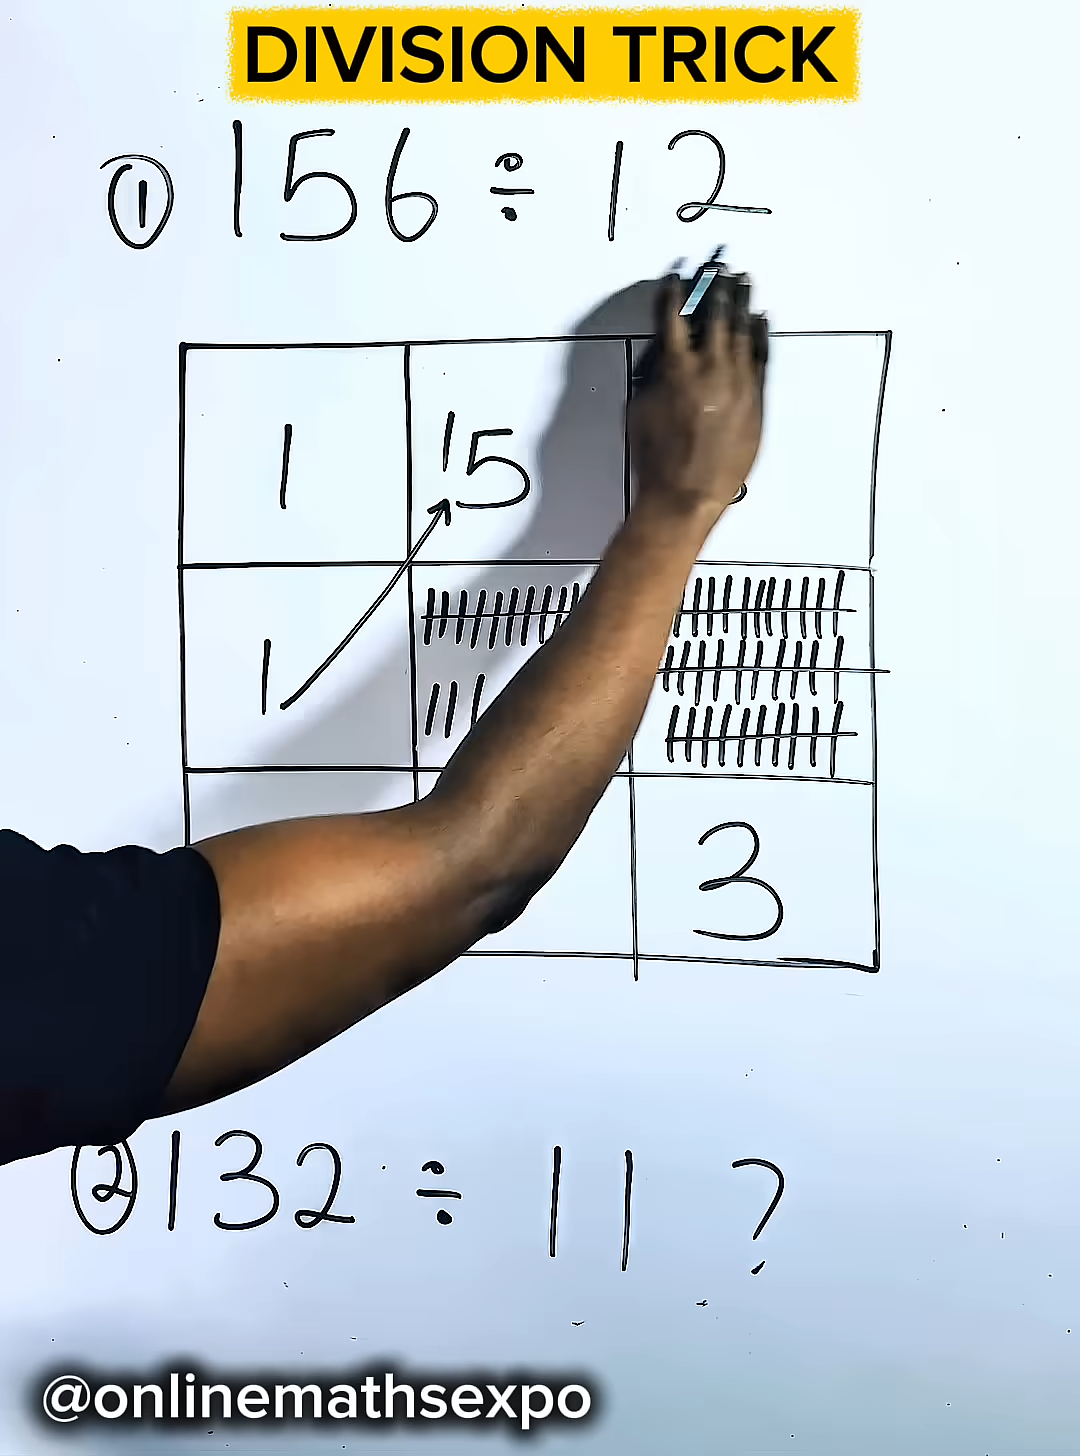 DIVISION TRICK
① 156 ÷ 12
1 15
1
3
② 132 ÷ 11 ?
@onlinemathsexpo